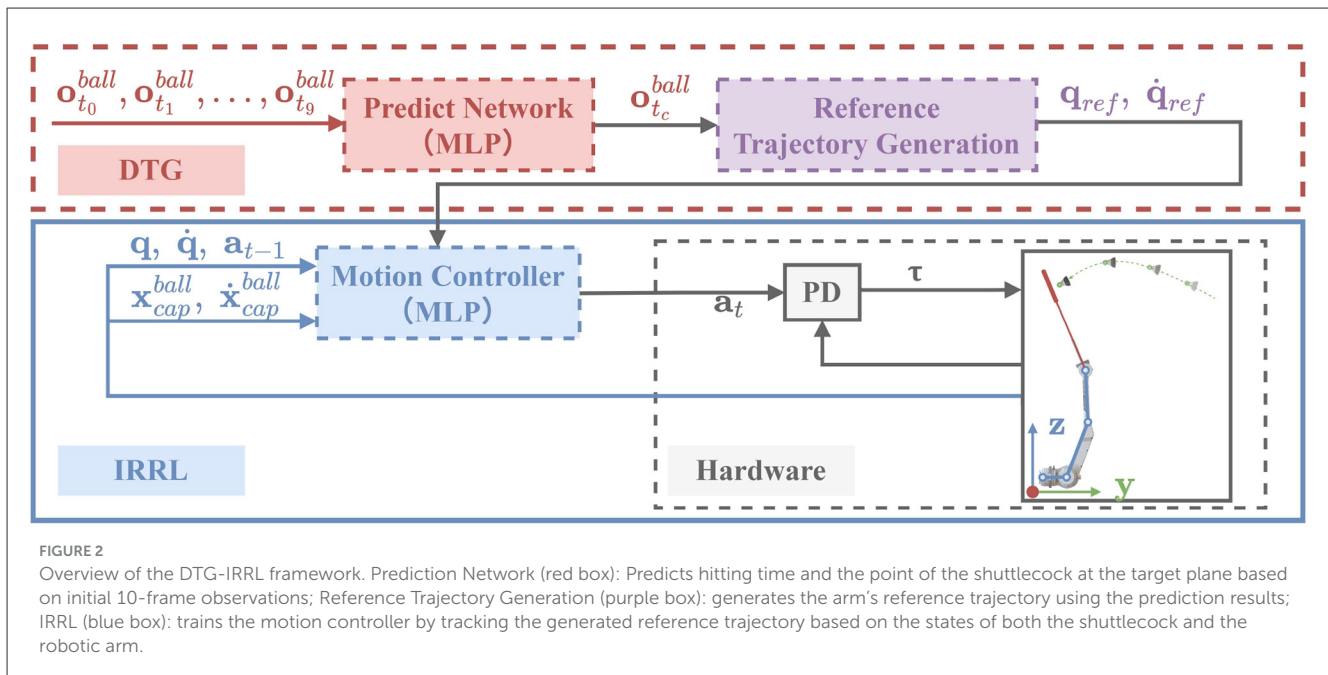 𝐨_{t_0}^{ball}, 𝐨_{t_1}^{ball}, . . . , 𝐨_{t_9}^{ball}
Predict Network
(MLP)
𝐨_{t_c}^{ball}
Reference
Trajectory Generation
𝐪_{ref}, 𝐪̇_{ref}
DTG
𝐪, 𝐪̇, 𝐚_{t−1}
𝐱_{cap}^{ball}, 𝐱̇_{cap}^{ball}
Motion Controller
(MLP)
𝐚_t
PD
τ
z
y
IRRL
Hardware
FIGURE 2
Overview of the DTG-IRRL framework. Prediction Network (red box): Predicts hitting time and the point of the shuttlecock at the target plane based
on initial 10-frame observations; Reference Trajectory Generation (purple box): generates the arm's reference trajectory using the prediction results;
IRRL (blue box): trains the motion controller by tracking the generated reference trajectory based on the states of both the shuttlecock and the
robotic arm.